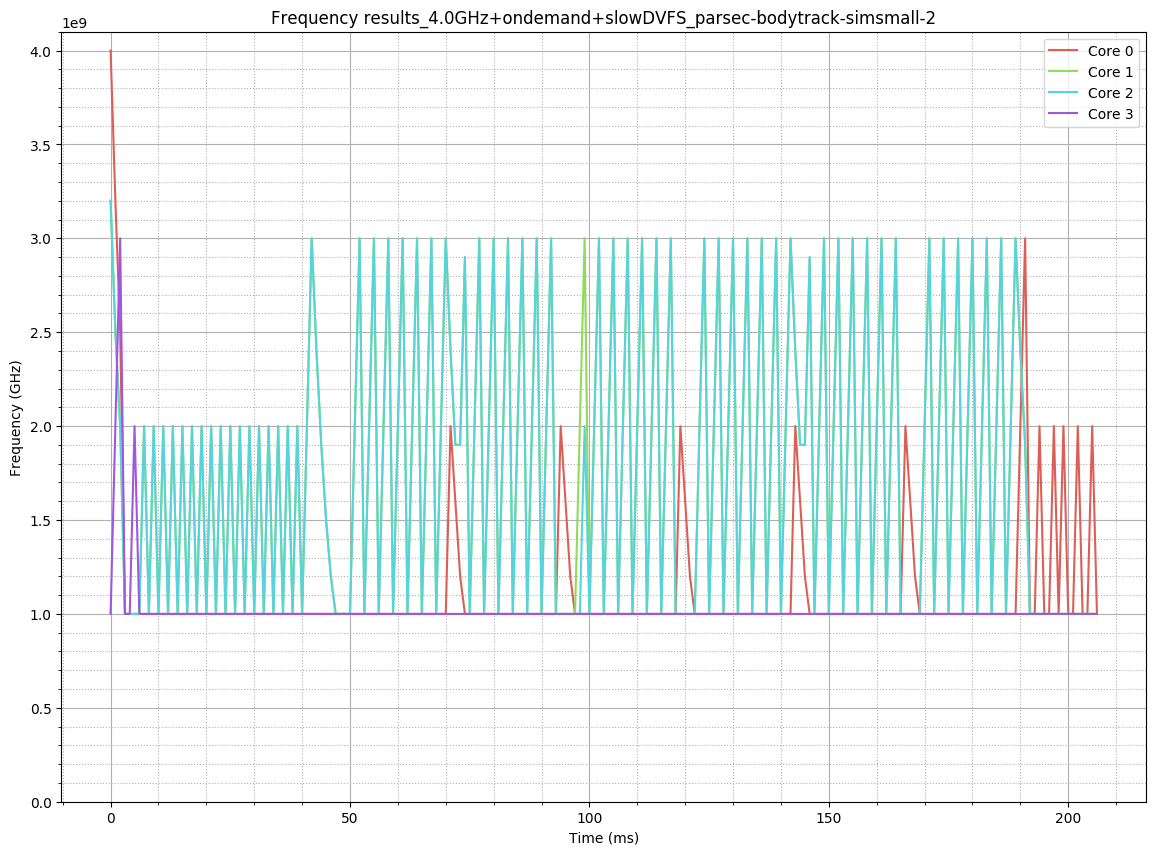 Frequency results_4.0GHz+ondemand+slowDVFS_parsec-bodytrack-simsmall-2
1e9
Core 0
Core 1
Core 2
Core 3
4.0
3.5
3.0
2.5
2.0
1.5
1.0
0.5
0.0
Frequency (GHz)
0
50
100
150
200
Time (ms)